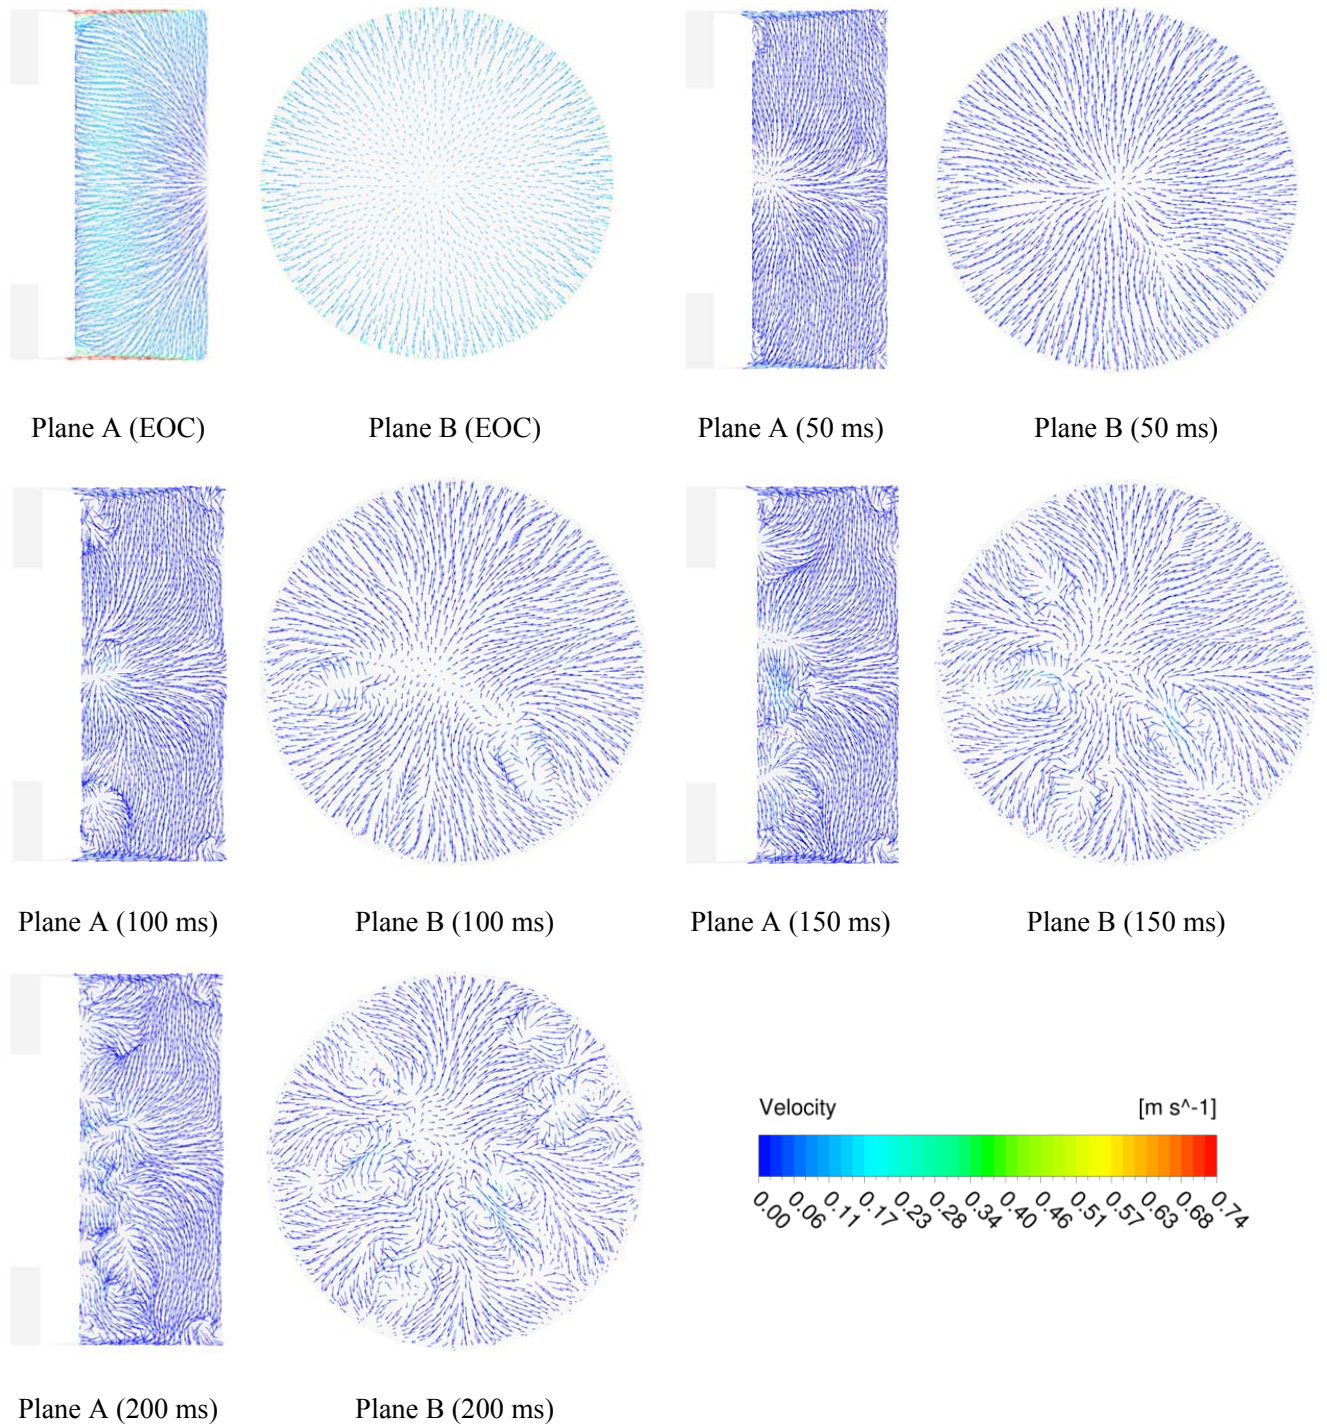 Plane A (EOC) Plane B (EOC) Plane A (50 ms) Plane B (50 ms)
Plane A (100 ms) Plane B (100 ms) Plane A (150 ms) Plane B (150 ms)
Velocity [m s^-1]
0.00 0.06 0.11 0.17 0.23 0.28 0.34 0.40 0.46 0.51 0.57 0.63 0.68 0.74
Plane A (200 ms) Plane B (200 ms)